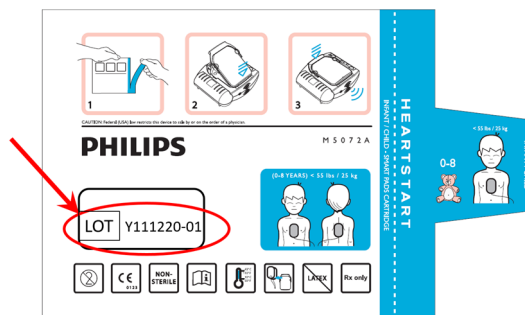 1
2
3
CAUTION: Federal (USA) law restricts this device to sale by or on the order of a physician.
PHILIPS
M5072A
(0-8 YEARS) < 55 lbs / 25 kg
LOT Y111220-01
CE
0123
NON-
STERILE
LATEX
Rx only
HEARTSTART
INFANT / CHILD - SMART PADS CARTRIDGE
< 55 lbs / 25 kg
0-8